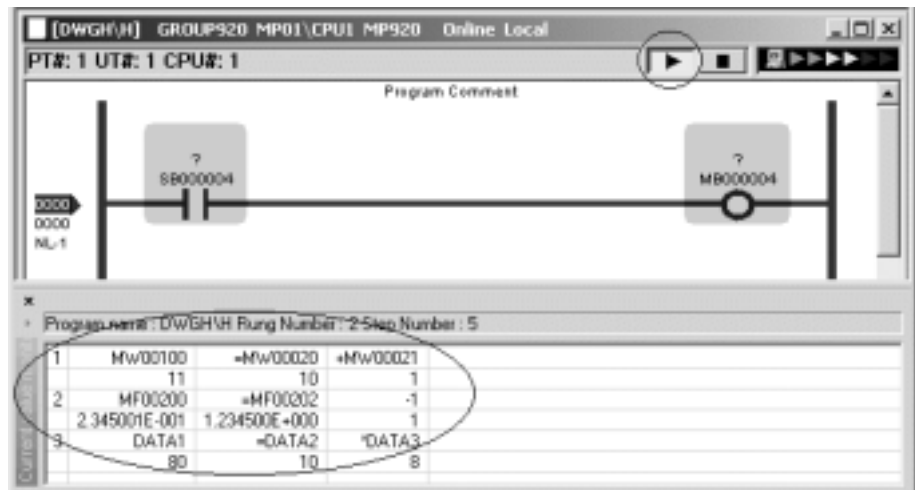 [DWGH\H] GROUP920 MP01\CPU1 MP920 Online Local
PT#: 1 UT#: 1 CPU#: 1
Program Comment
? ?
SB000004 MB000004
0000
0000
NL-1
Program name : DWGH\H Rung Number : 2 Step Number : 5
1 MW00100 =MW00020 +MW00021
11 10 1
2 MF00200 =MF00202 -1
2.345001E-001 1.234500E+000 1
3 DATA1 =DATA2 *DATA3
80 10 8